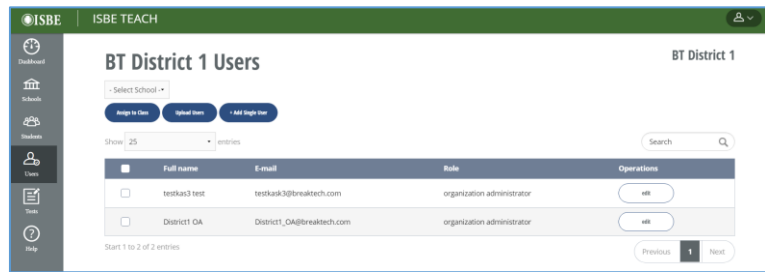 ISBE ISBE TEACH
Dashboard
Schools
Students
Users
Tests
Help
BT District 1 Users
BT District 1
- Select School -
Assign to Class Upload Users + Add Single User
Show 25 entries
Search
Full name E-mail Role Operations
testkas3 test testkask3@breaktech.com organization administrator edit
District1 OA District1_OA@breaktech.com organization administrator edit
Start 1 to 2 of 2 entries
Previous 1 Next